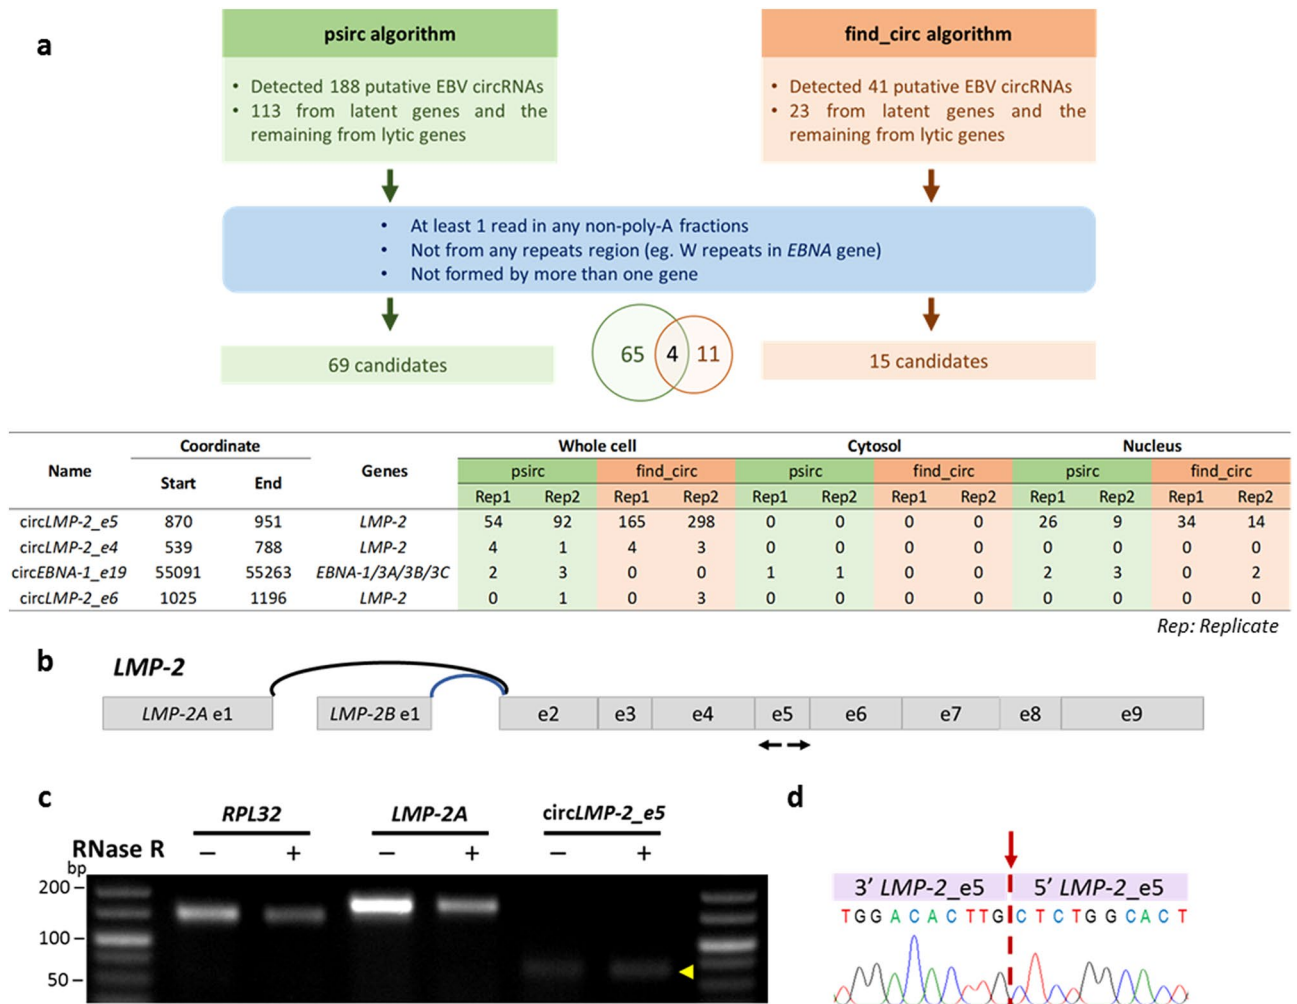 a
psirc algorithm
• Detected 188 putative EBV circRNAs
• 113 from latent genes and the
remaining from lytic genes
find_circ algorithm
• Detected 41 putative EBV circRNAs
• 23 from latent genes and the
remaining from lytic genes
• At least 1 read in any non-poly-A fractions
• Not from any repeats region (eg. W repeats in EBNA gene)
• Not formed by more than one gene
69 candidates
65 4 11
15 candidates
Name Coordinate Genes Whole cell Cytosol Nucleus
Start End psirc find_circ psirc find_circ psirc find_circ
Rep1 Rep2 Rep1 Rep2 Rep1 Rep2 Rep1 Rep2 Rep1 Rep2 Rep1 Rep2
circLMP-2_e5 870 951 LMP-2 54 92 165 298 0 0 0 0 26 9 34 14
circLMP-2_e4 539 788 LMP-2 4 1 4 3 0 0 0 0 0 0 0 0
circEBNA-1_e19 55091 55263 EBNA-1/3A/3B/3C 2 3 0 0 1 1 0 0 2 3 0 2
circLMP-2_e6 1025 1196 LMP-2 0 1 0 3 0 0 0 0 0 0 0 0
Rep: Replicate
b
LMP-2
LMP-2A e1 LMP-2B e1 e2 e3 e4 e5 e6 e7 e8 e9
c
RPL32 LMP-2A circLMP-2_e5
RNase R – + – + – +
bp
200 –
100 –
50 –
d
3' LMP-2_e5 5' LMP-2_e5
TGGACACTTG CTCTGGCACT